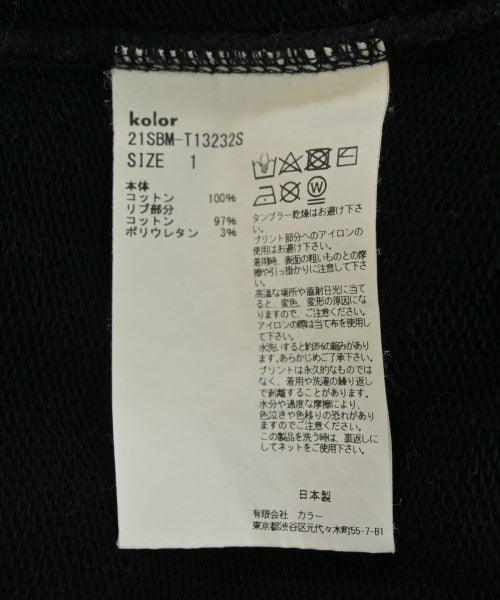 kolor
21SBM-T13232S
SIZE 1
本体
コットン 100%
リブ部分
コットン 97%
ポリウレタン 3%
タンブラー乾燥はお避け下さ
い。
プリント部分へのアイロンの
使用はお避け下さい。
着用時、表面の粗いものとの摩
擦や引っ掛かりに注意して下さ
い。
高温な場所や直射日光に当て
ると、変色、変形の原因にな
りますので、ご注意ください。
アイロンの際は当て布を使用し
て下さい。
水洗いすると約3%の縮みがあり
ます。あらかじめご了承下さい。
プリントは永久的なものでは
なく、着用や洗濯の繰り返し
で剥離することがあります。
水分や過度な摩擦により、
色泣きや色移りの恐れがあり
ますのでご注意ください。
この製品を洗う時は、裏返しに
してネットをご使用下さい。
日本製
有限会社 カラー
東京都渋谷区元代々木町55-7-B1